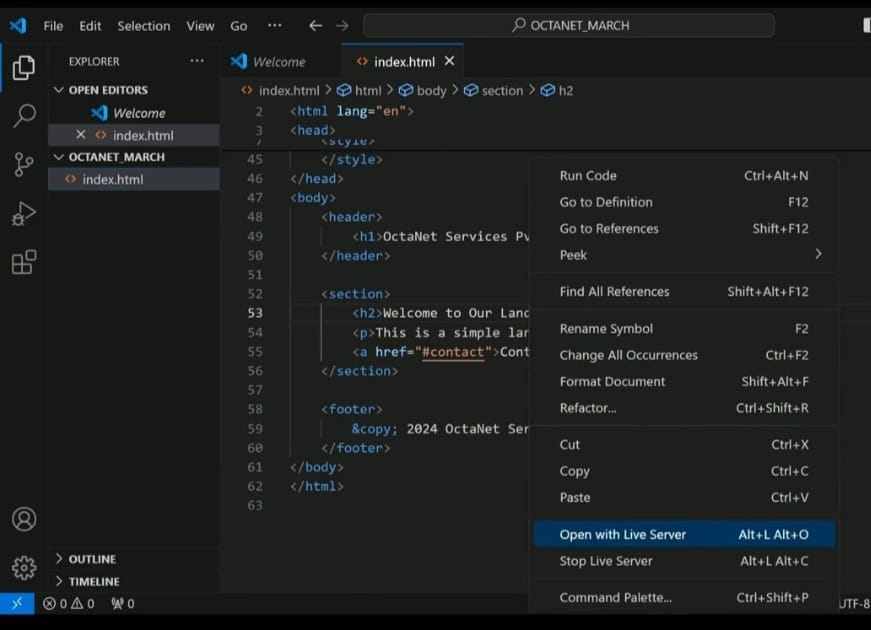 File Edit Selection View Go ··· OCTANET_MARCH
EXPLORER ···
OPEN EDITORS
Welcome
index.html
OCTANET_MARCH
index.html
OUTLINE
TIMELINE
Welcome index.html
index.html > html > body > section > h2
2 <html lang="en">
3 <head>
7 <style>
45 </style>
46 </head>
47 <body>
48 <header>
49 <h1>OctaNet Services Pv
50 </header>
51
52 <section>
53 <h2>Welcome to Our Land
54 <p>This is a simple lan
55 <a href="#contact">Cont
56 </section>
57
58 <footer>
59 &copy; 2024 OctaNet Ser
60 </footer>
61 </body>
62 </html>
63
Run Code Ctrl+Alt+N
Go to Definition F12
Go to References Shift+F12
Peek
Find All References Shift+Alt+F12
Rename Symbol F2
Change All Occurrences Ctrl+F2
Format Document Shift+Alt+F
Refactor... Ctrl+Shift+R
Cut Ctrl+X
Copy Ctrl+C
Paste Ctrl+V
Open with Live Server Alt+L Alt+O
Stop Live Server Alt+L Alt+C
Command Palette... Ctrl+Shift+P
0 0 0 UTF-8